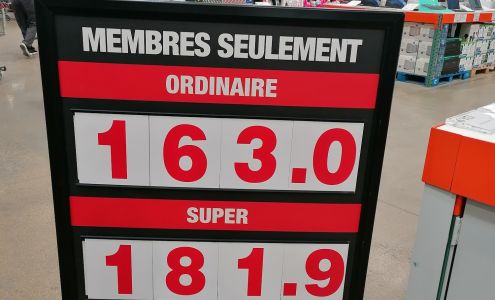 MEMBRES SEULEMENT
ORDINAIRE
163.0
SUPER
181.9